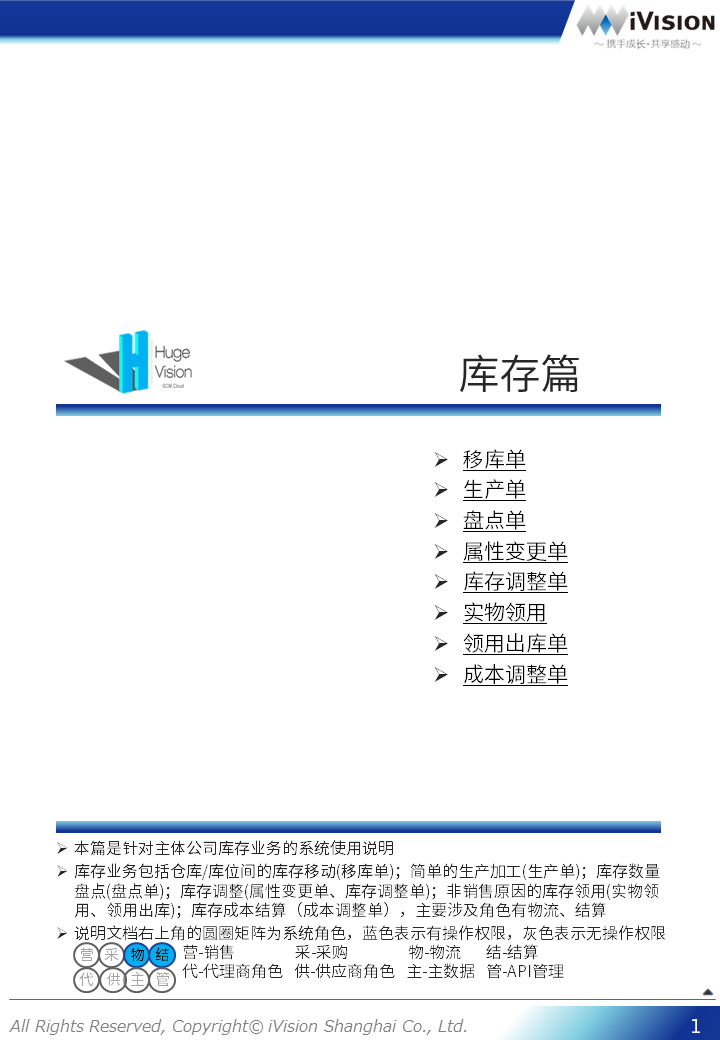 iVISION
～ 携手成长·共享感动 ～
Huge
Vision
SCM Cloud
库存篇
➢ 移库单
➢ 生产单
➢ 盘点单
➢ 属性变更单
➢ 库存调整单
➢ 实物领用
➢ 领用出库单
➢ 成本调整单
➢ 本篇是针对主体公司库存业务的系统使用说明
➢ 库存业务包括仓库/库位间的库存移动(移库单)；简单的生产加工(生产单)；库存数量
盘点(盘点单)；库存调整(属性变更单、库存调整单)；非销售原因的库存领用(实物领
用、领用出库)；库存成本结算（成本调整单），主要涉及角色有物流、结算
➢ 说明文档右上角的圆圈矩阵为系统角色，蓝色表示有操作权限，灰色表示无操作权限
营 采 物 结 营-销售 采-采购 物-物流 结-结算
代 供 主 管 代-代理商角色 供-供应商角色 主-主数据 管-API管理
All Rights Reserved, Copyright© iVision Shanghai Co., Ltd.
1